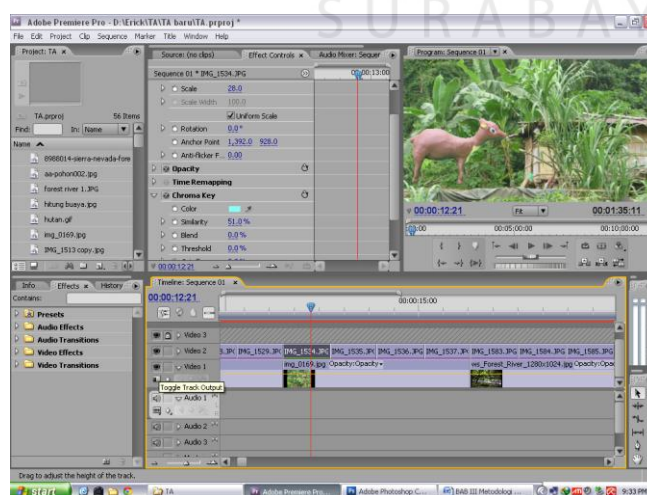 SURABAYA
Adobe Premiere Pro - D:\Erick\TA\TA baru\TA.prproj *
File Edit Project Clip Sequence Marker Title Window Help
Project: TA
Source: (no clips) Effect Controls Audio Mixer: Sequer
Program: Sequence 01
Sequence 01 * IMG_1534.JPG
00:00:13:00
Scale 28.0
Scale Width 100.0
Uniform Scale
Rotation 0.0°
Anchor Point 1,392.0 928.0
Anti-flicker F... 0.00
Opacity
Time Remapping
Chroma Key
Color
Similarity 51.0 %
Blend 0.0%
Threshold 0.0%
00:00:12:21
TA.prproj 56 Items
Find: In: Name
Name
8988014-sierra-nevada-fore
aa-pohon002.jpg
forest river 1.JPG
hitung buaya.jpg
hutan.gif
img_0169.jpg
IMG_1513 copy.jpg
00:00:12:21 Fit 00:01:35:11
00:00 00:05:00:00 00:10:00:00
Info Effects History
Contains:
Presets
Audio Effects
Audio Transitions
Video Effects
Video Transitions
Timeline: Sequence 01
00:00:12:21
00:00:15:00
Video 3
Video 2
IMG_1529.JPG IMG_1534.JPG IMG_1535.JPG IMG_1536.JPG IMG_1537.JP IMG_1583.JPG IMG_1584.JPG IMG_1585.JPG
Video 1
img_0169.jpg Opacity:Opacity
ws_Forest_River_1280x1024.jpg Opacity:Opa
Toggle Track Output
Audio 1
Audio 2
Audio 3
Drag to adjust the height of the track.
start TA Adobe Premiere Pro... Adobe Photoshop C... BAB III Metodologi ... 9:33 PM